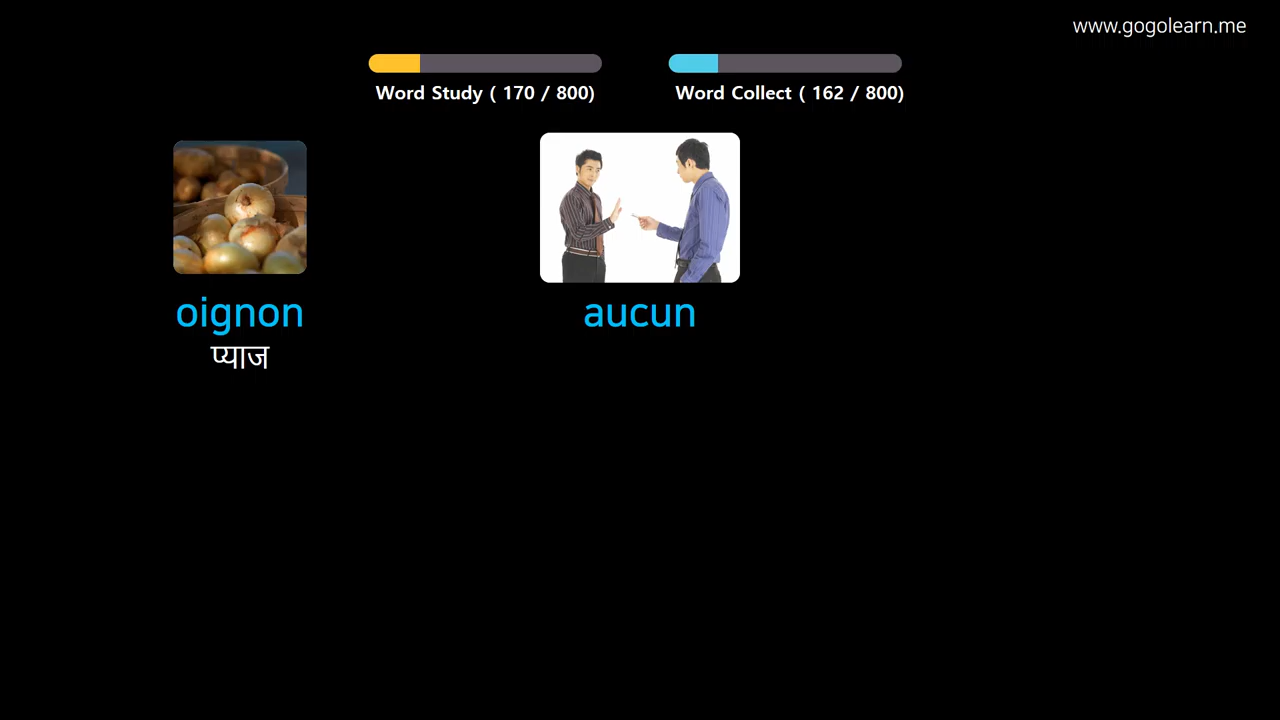 www.gogolearn.me
Word Study ( 170 / 800)
Word Collect ( 162 / 800)
oignon
aucun
प्याज